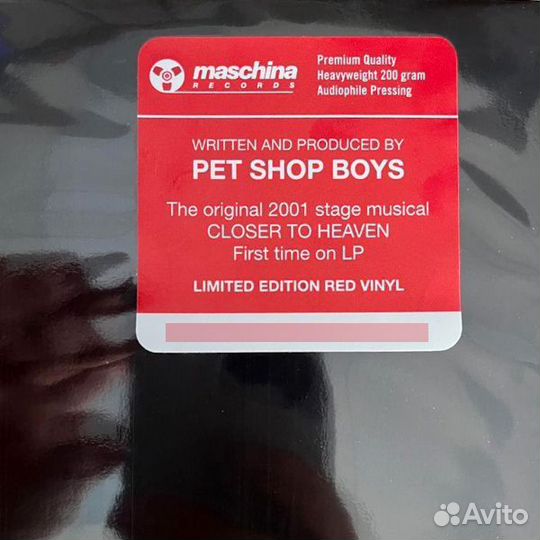 maschina
RECORDS
Premium Quality
Heavyweight 200 gram
Audiophile Pressing
WRITTEN AND PRODUCED BY
PET SHOP BOYS
The original 2001 stage musical
CLOSER TO HEAVEN
First time on LP
LIMITED EDITION RED VINYL
Avito